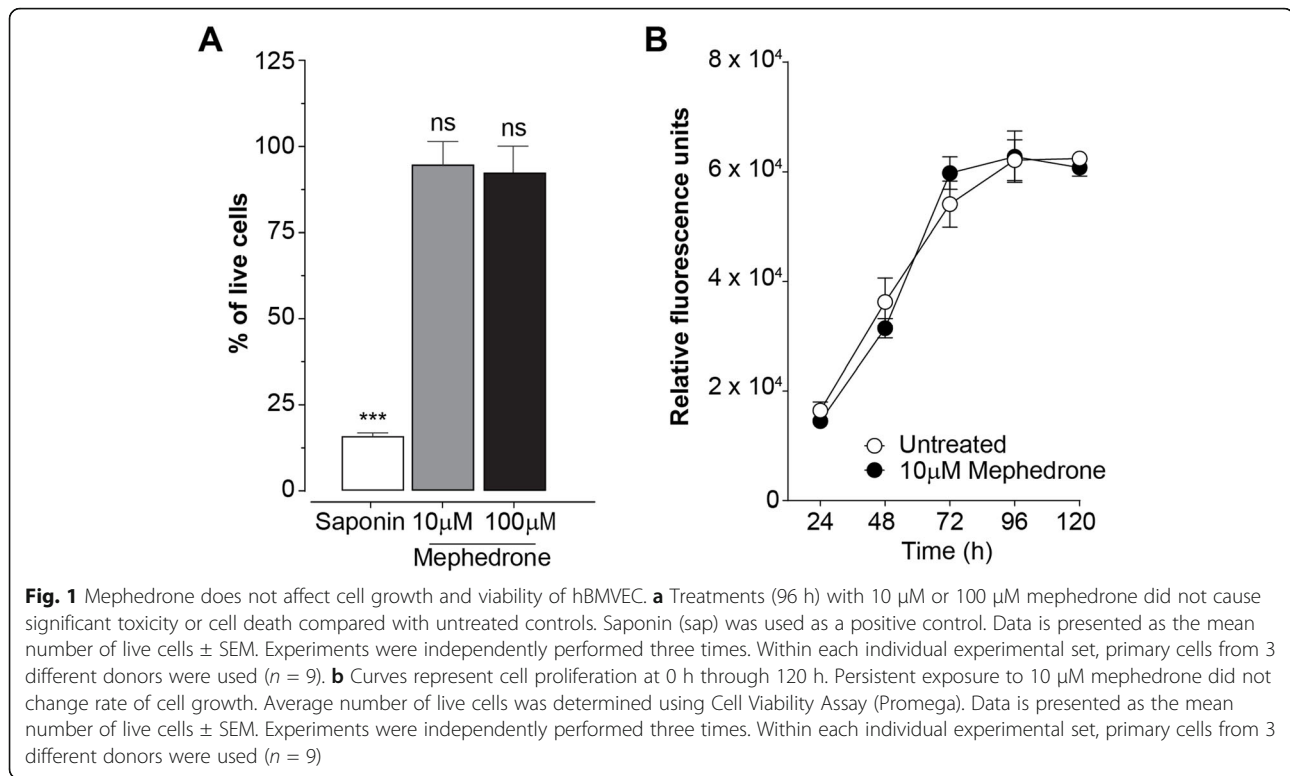 A
B
125
100
75
50
25
0
% of live cells
ns
ns
***
Saponin 10μM 100μM
Mephedrone
8 x 10⁴
6 x 10⁴
4 x 10⁴
2 x 10⁴
0
Relative fluorescence units
Untreated
10μM Mephedrone
24 48 72 96 120
Time (h)
Fig. 1 Mephedrone does not affect cell growth and viability of hBMVEC. a Treatments (96 h) with 10 μM or 100 μM mephedrone did not cause
significant toxicity or cell death compared with untreated controls. Saponin (sap) was used as a positive control. Data is presented as the mean
number of live cells ± SEM. Experiments were independently performed three times. Within each individual experimental set, primary cells from 3
different donors were used (n = 9). b Curves represent cell proliferation at 0 h through 120 h. Persistent exposure to 10 μM mephedrone did not
change rate of cell growth. Average number of live cells was determined using Cell Viability Assay (Promega). Data is presented as the mean
number of live cells ± SEM. Experiments were independently performed three times. Within each individual experimental set, primary cells from 3
different donors were used (n = 9)